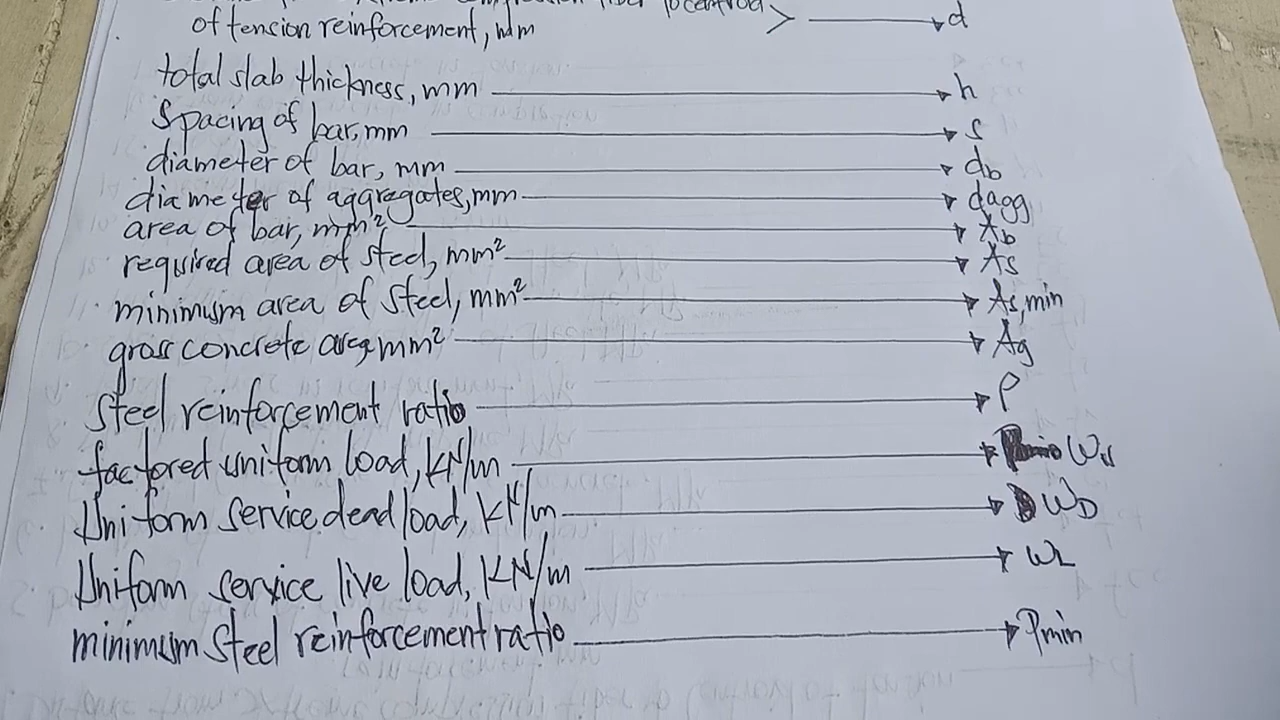 of tension reinforcement, mm > → d
total slab thickness, mm → h
Spacing of bar, mm → s
diameter of bar, mm → db
diameter of aggregates, mm → dagg
area of bar, mm² → Ab
required area of steel, mm² → As
minimum area of steel, mm² → As,min
gross concrete area, mm² → Ag
Steel reinforcement ratio → ρ
factored uniform load, KN/m → Wu
Uniform service dead load, KN/m → WD
Uniform service live load, KN/m → WL
minimum Steel reinforcement ratio → ρmin